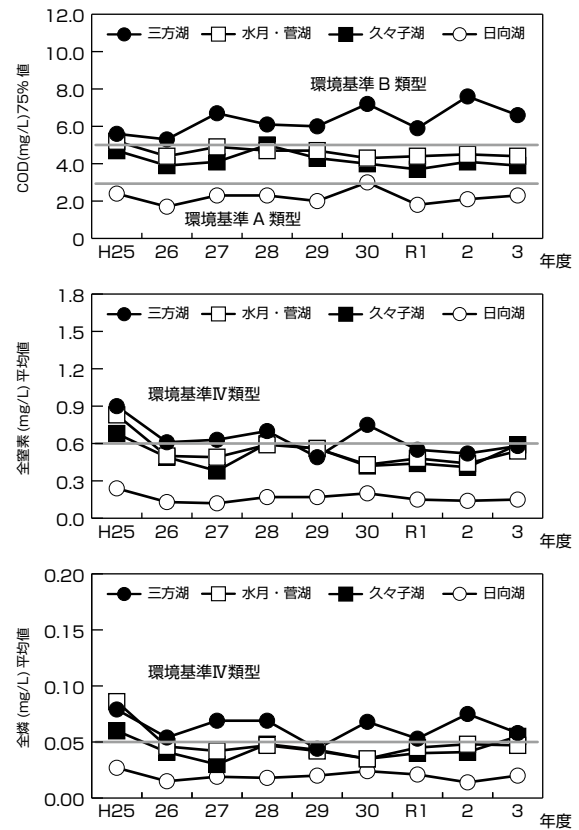 12.0
三方湖 水月・菅湖 久々子湖 日向湖
10.0
環境基準 B 類型
8.0
6.0
4.0
2.0
0
COD(mg/L)75% 値
環境基準 A 類型
H25 26 27 28 29 30 R1 2 3 年度
1.8
三方湖 水月・菅湖 久々子湖 日向湖
1.5
1.2
環境基準Ⅳ類型
0.9
0.6
0.3
0.0
全窒素 (mg/L) 平均値
H25 26 27 28 29 30 R1 2 3 年度
0.20
三方湖 水月・菅湖 久々子湖 日向湖
0.15
環境基準Ⅳ類型
0.10
0.05
0.00
全燐 (mg/L) 平均値
H25 26 27 28 29 30 R1 2 3 年度